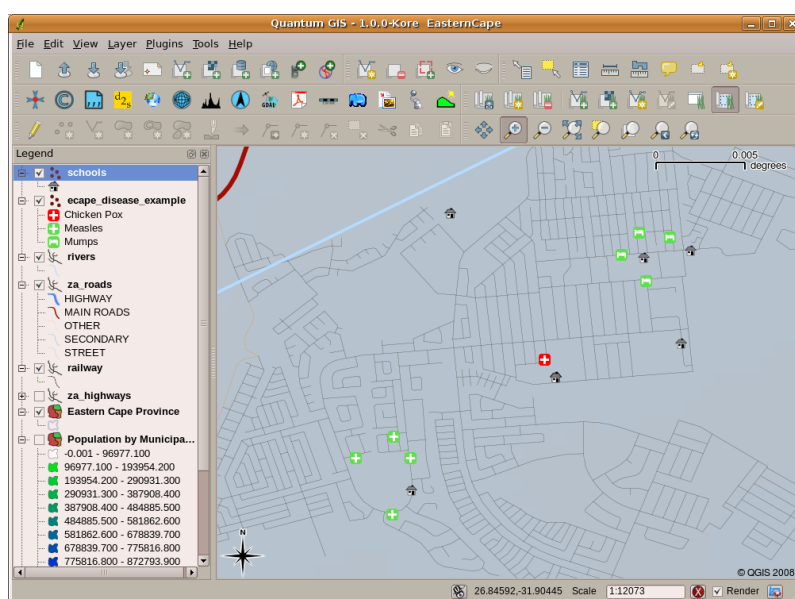 Quantum GIS - 1.0.0-Kore EasternCape
File Edit View Layer Plugins Tools Help
Legend
schools
ecape_disease_example
Chicken Pox
Measles
Mumps
rivers
za_roads
HIGHWAY
MAIN ROADS
OTHER
SECONDARY
STREET
railway
za_highways
Eastern Cape Province
Population by Municipa...
-0.001 - 96977.100
96977.100 - 193954.200
193954.200 - 290931.300
290931.300 - 387908.400
387908.400 - 484885.500
484885.500 - 581862.600
581862.600 - 678839.700
678839.700 - 775816.800
775816.800 - 872793.900
0 0.005
degrees
N
© QGIS 2008
26.84592,-31.90445 Scale 1:12073 Render